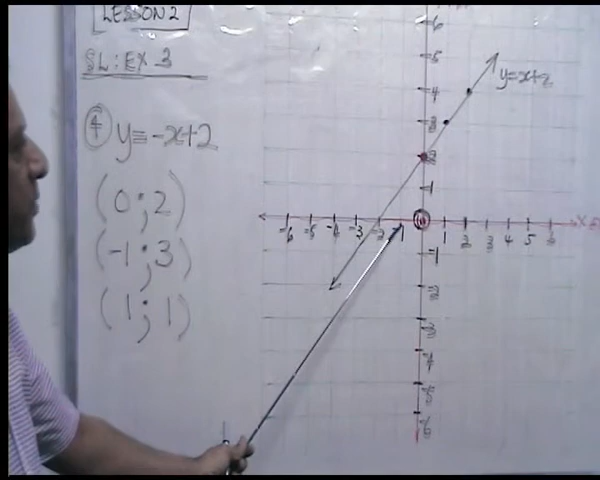 LESSON 2
SL: EX 3
④ y = -x+2
(0 ; 2)
(-1 ; 3)
(1 ; 1)
y=x+2
6
5
4
3
2
1
-6 -5 -4 -3 -2 -1 0 1 2 3 4 5 6
-1
-2
-3
-4
-5
-6